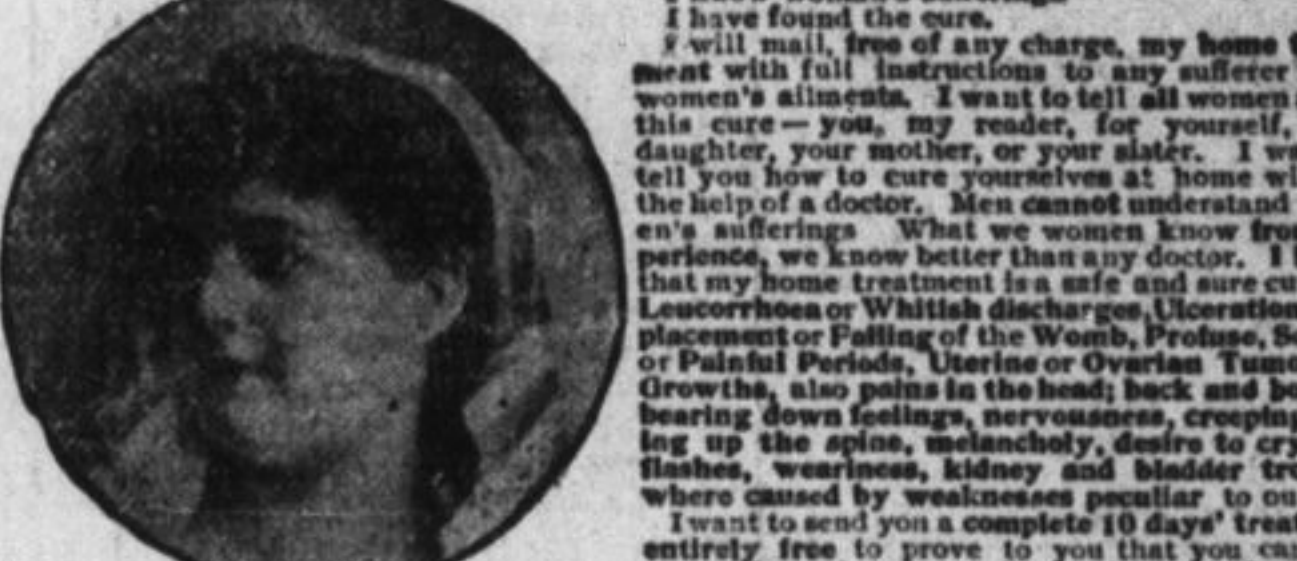 I have found the cure.
I will mail, free of any charge, my home
ment with full instructions to any sufferer
women's ailments. I want to tell all women
this cure — you, my reader, for yourself,
daughter, your mother, or your sister. I
tell you how to cure yourselves at home
the help of a doctor. Men cannot understand
en's sufferings What we women know
perience, we know better than any doctor. I
that my home treatment is a safe and sure
Leucorrhoea or Whitish discharges, Ulceration
placement or Falling of the Womb, Profuse,
or Painful Periods, Uterine or Ovarian
Growths, also pains in the head; back and
bearing down feelings, nervousness, creeping
ing up the spine, melancholy, desire to cry
flashes, weariness, kidney and bladder
where caused by weaknesses peculiar to
I want to send you a complete 10 days'
entirely free to prove to you that you